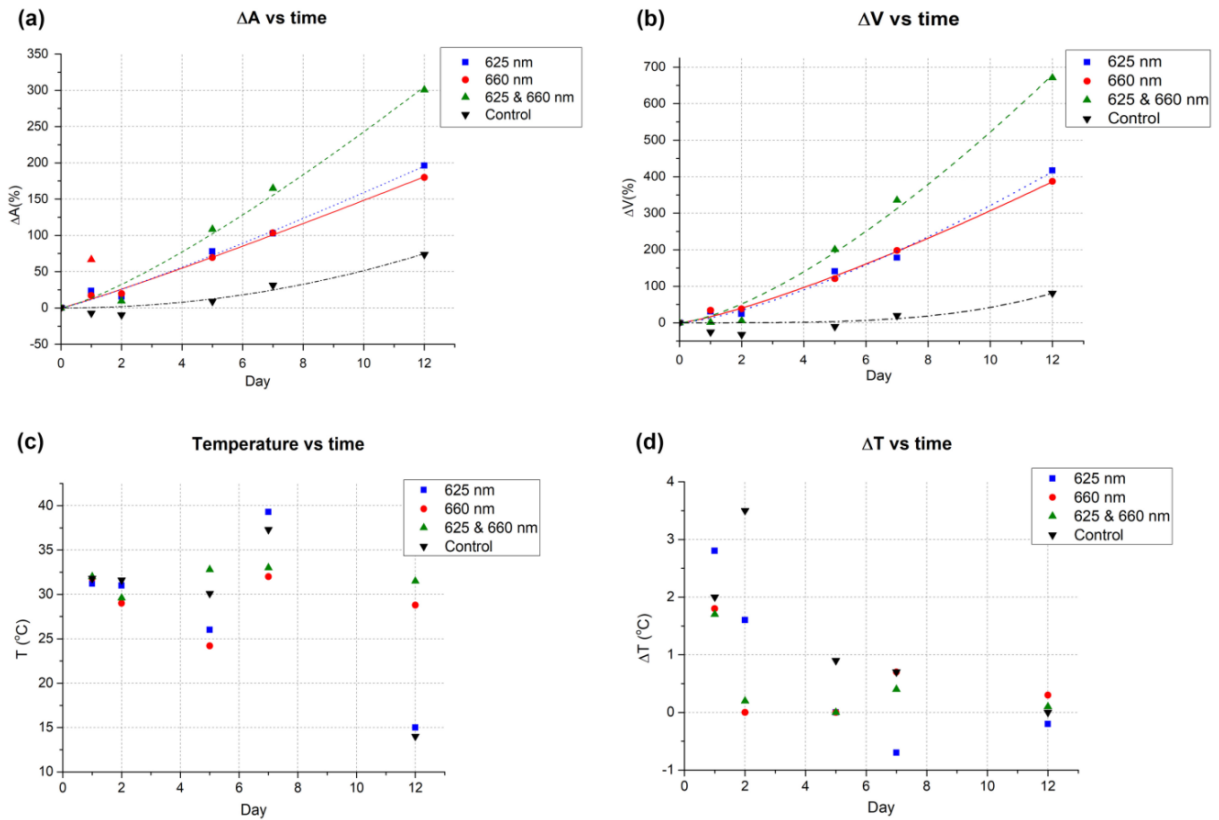 (a)
ΔA vs time
350
300
250
200
150
100
50
0
-50
ΔA(%)
0 2 4 6 8 10 12
Day
625 nm
660 nm
625 & 660 nm
Control
(b)
ΔV vs time
700
600
500
400
300
200
100
0
ΔV(%)
0 2 4 6 8 10 12
Day
625 nm
660 nm
625 & 660 nm
Control
(c)
Temperature vs time
40
35
30
25
20
15
10
T (°C)
0 2 4 6 8 10 12
Day
625 nm
660 nm
625 & 660 nm
Control
(d)
ΔT vs time
4
3
2
1
0
-1
ΔT (°C)
0 2 4 6 8 10 12
Day
625 nm
660 nm
625 & 660 nm
Control